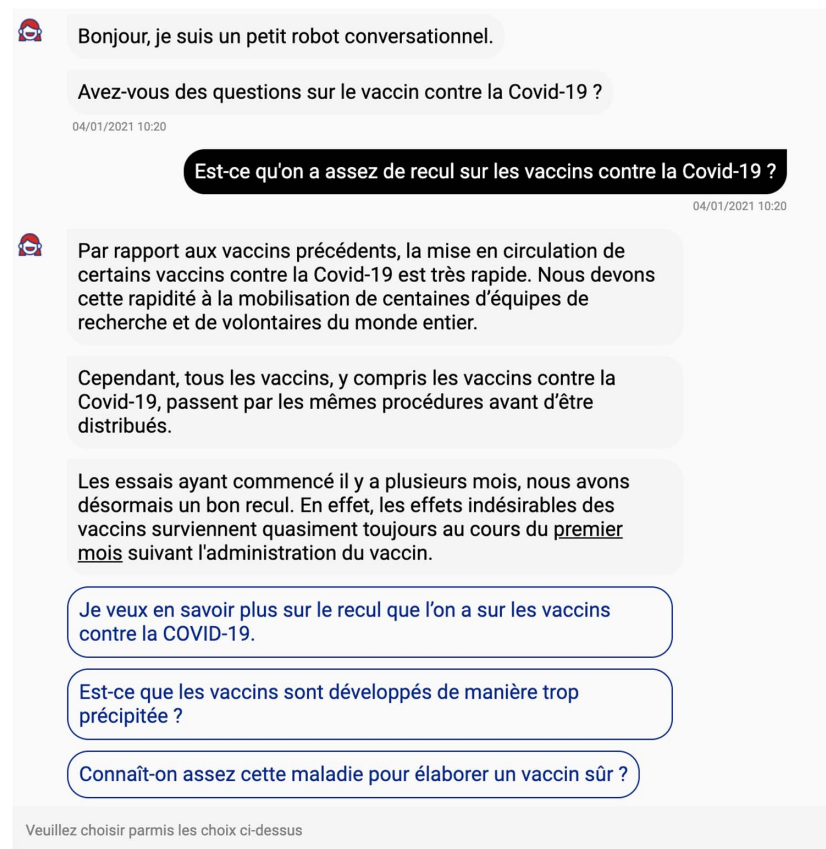 Bonjour, je suis un petit robot conversationnel.
Avez-vous des questions sur le vaccin contre la Covid-19 ?
04/01/2021 10:20
Est-ce qu'on a assez de recul sur les vaccins contre la Covid-19 ?
04/01/2021 10:20
Par rapport aux vaccins précédents, la mise en circulation de
certains vaccins contre la Covid-19 est très rapide. Nous devons
cette rapidité à la mobilisation de centaines d’équipes de
recherche et de volontaires du monde entier.
Cependant, tous les vaccins, y compris les vaccins contre la
Covid-19, passent par les mêmes procédures avant d’être
distribués.
Les essais ayant commencé il y a plusieurs mois, nous avons
désormais un bon recul. En effet, les effets indésirables des
vaccins surviennent quasiment toujours au cours du premier
mois suivant l'administration du vaccin.
Je veux en savoir plus sur le recul que l’on a sur les vaccins
contre la COVID-19.
Est-ce que les vaccins sont développés de manière trop
précipitée ?
Connaît-on assez cette maladie pour élaborer un vaccin sûr ?
Veuillez choisir parmis les choix ci-dessus